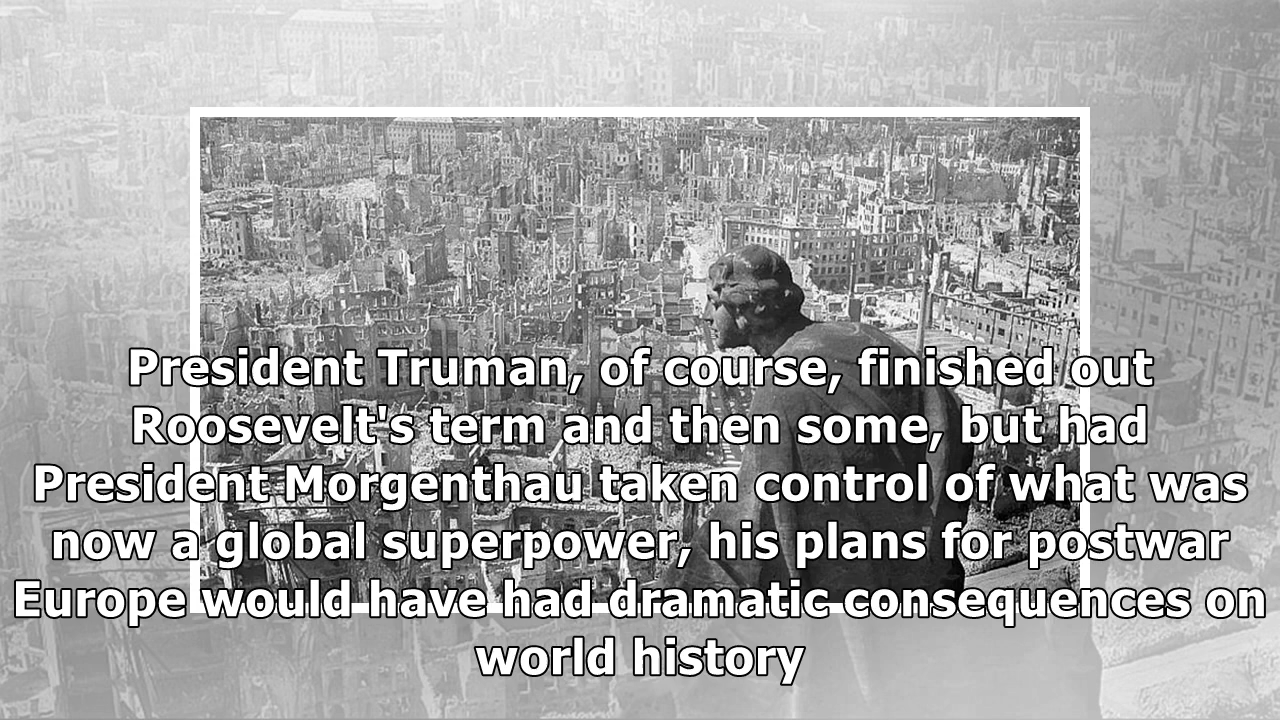 President Truman, of course, finished out
Roosevelt's term and then some, but had
President Morgenthau taken control of what was
now a global superpower, his plans for postwar
Europe would have had dramatic consequences on
world history